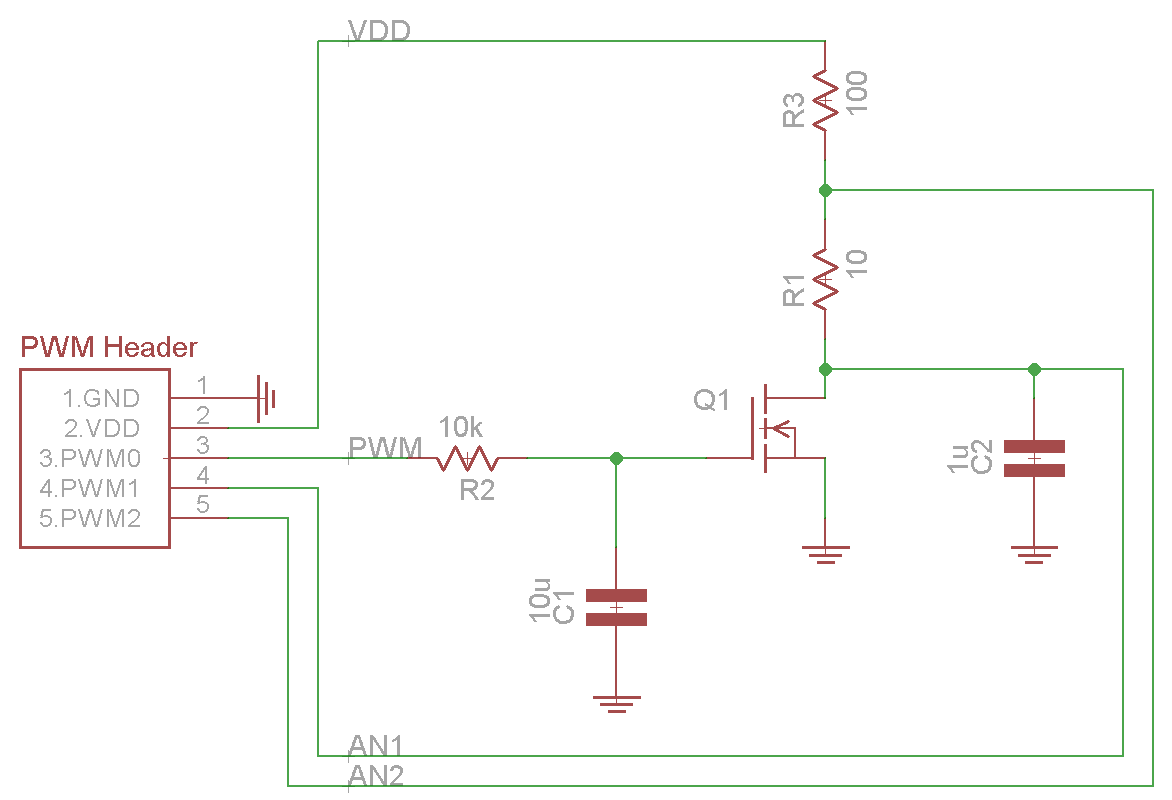 VDD
R3
100
R1
10
PWM Header
1.GND
1
2.VDD
2
3.PWM0
3
4.PWM1
4
5.PWM2
5
PWM
10k
R2
Q1
1u
C2
10u
C1
AN1
AN2